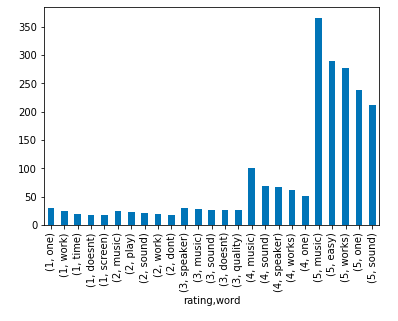 350
300
250
200
150
100
50
0
(1, one)
(1, work)
(1, time)
(1, doesnt)
(1, screen)
(2, music)
(2, play)
(2, sound)
(2, work)
(2, dont)
(3, speaker)
(3, music)
(3, sound)
(3, doesnt)
(3, quality)
(4, music)
(4, sound)
(4, speaker)
(4, works)
(4, one)
(5, music)
(5, easy)
(5, works)
(5, one)
(5, sound)
rating,word